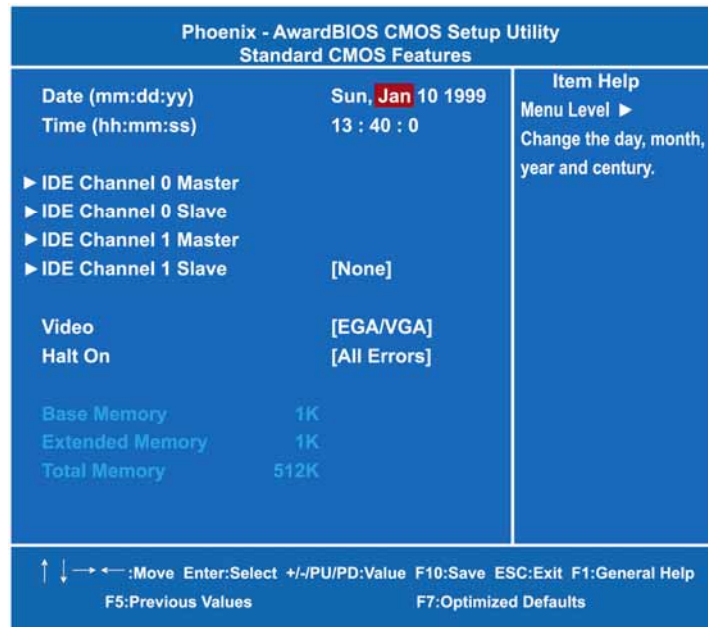 Phoenix - AwardBIOS CMOS Setup Utility
Standard CMOS Features
Date (mm:dd:yy) Sun, Jan 10 1999
Time (hh:mm:ss) 13 : 40 : 0
►IDE Channel 0 Master
►IDE Channel 0 Slave
►IDE Channel 1 Master
►IDE Channel 1 Slave [None]
Video [EGA/VGA]
Halt On [All Errors]
Base Memory 1K
Extended Memory 1K
Total Memory 512K
Item Help
Menu Level ►
Change the day, month,
year and century.
↑ ↓ → ← :Move Enter:Select +/-/PU/PD:Value F10:Save ESC:Exit F1:General Help
F5:Previous Values F7:Optimized Defaults